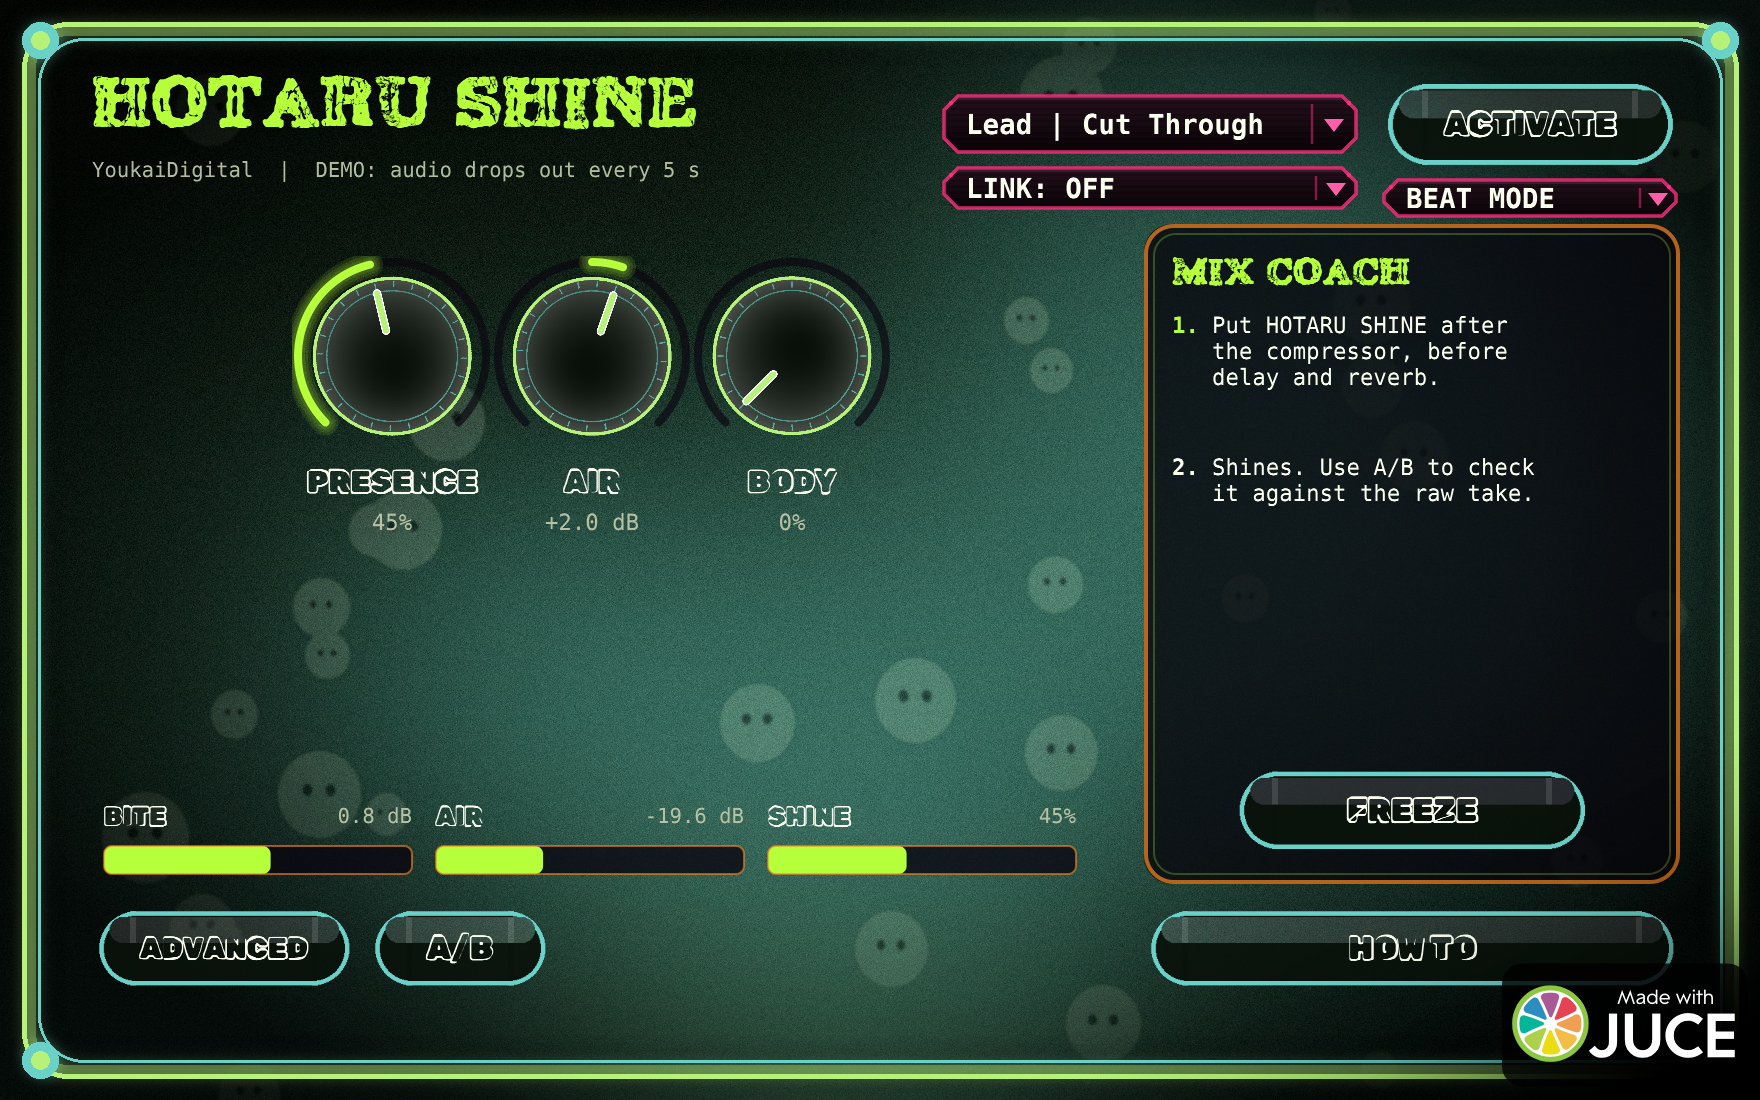 HOTARU SHINE
YoukaiDigital | DEMO: audio drops out every 5 s
Lead | Cut Through
ACTIVATE
LINK: OFF
BEAT MODE
PRESENCE
45%
AIR
+2.0 dB
BODY
0%
MIX COACH
1. Put HOTARU SHINE after
the compressor, before
delay and reverb.
2. Shines. Use A/B to check
it against the raw take.
FREEZE
BITE 0.8 dB
AIR -19.6 dB
SHINE 45%
ADVANCED
A/B
HOW TO
Made with
JUCE